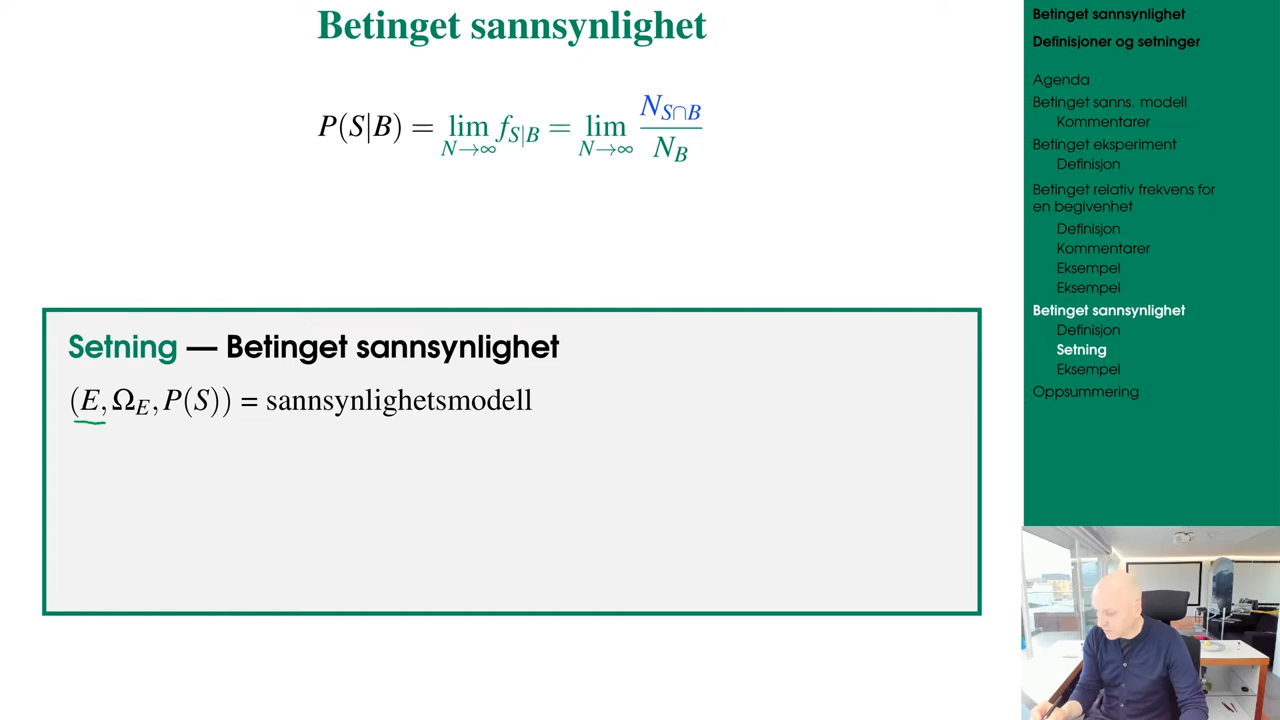 Betinget sannsynlighet
P(S|B) = lim_{N→∞} f_{S|B} = lim_{N→∞} N_{S∩B} / N_B
Setning — Betinget sannsynlighet
(E, Ω_E, P(S)) = sannsynlighetsmodell
Betinget sannsynlighet
Definisjoner og setninger
Agenda
Betinget sanns. modell
Kommentarer
Betinget eksperiment
Definisjon
Betinget relativ frekvens for
en begivenhet
Definisjon
Kommentarer
Eksempel
Eksempel
Betinget sannsynlighet
Definisjon
Setning
Eksempel
Oppsummering